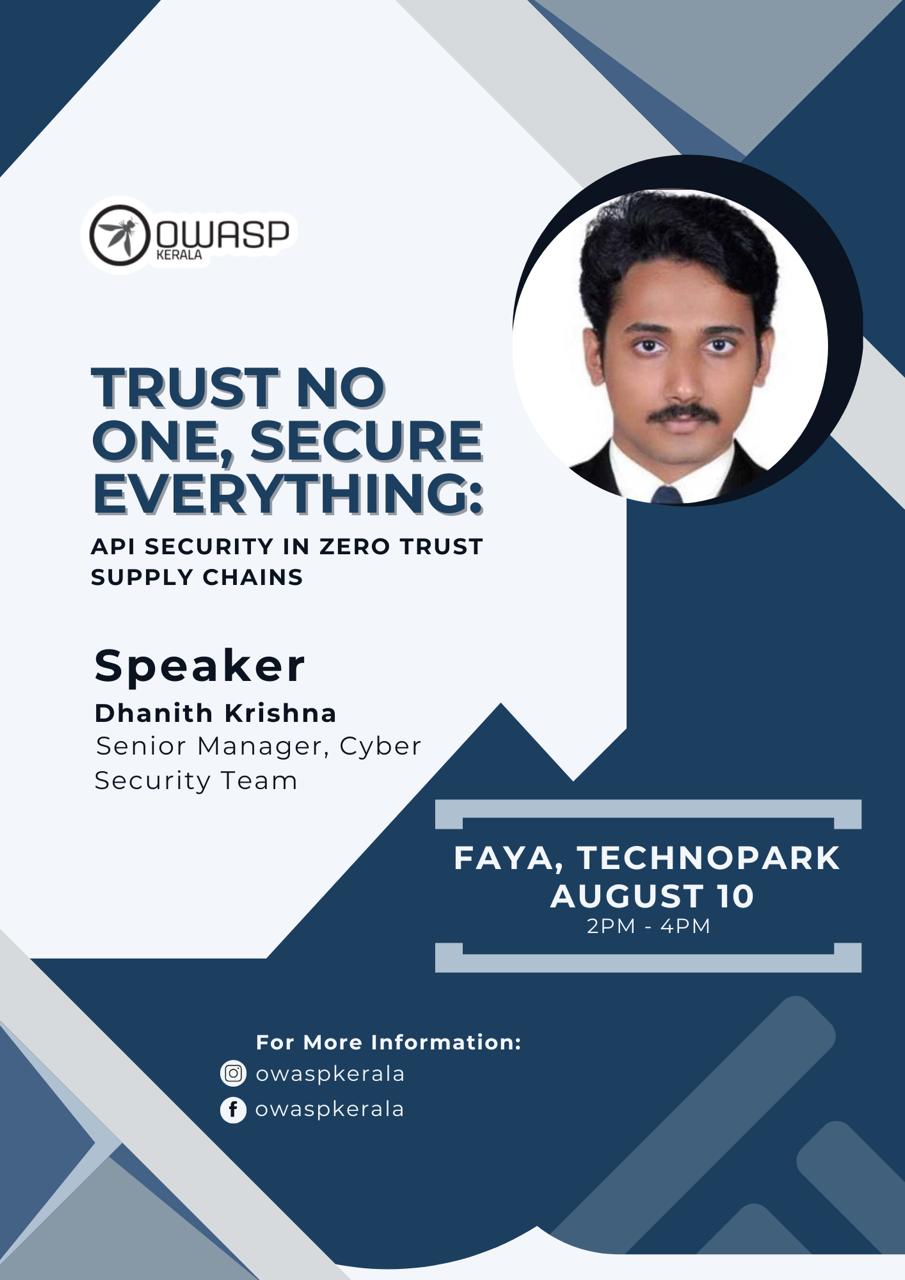 OWASP
KERALA
TRUST NO
ONE, SECURE
EVERYTHING:
API SECURITY IN ZERO TRUST
SUPPLY CHAINS
Speaker
Dhanith Krishna
Senior Manager, Cyber
Security Team
FAYA, TECHNOPARK
AUGUST 10
2PM - 4PM
For More Information:
owaspkerala
owaspkerala